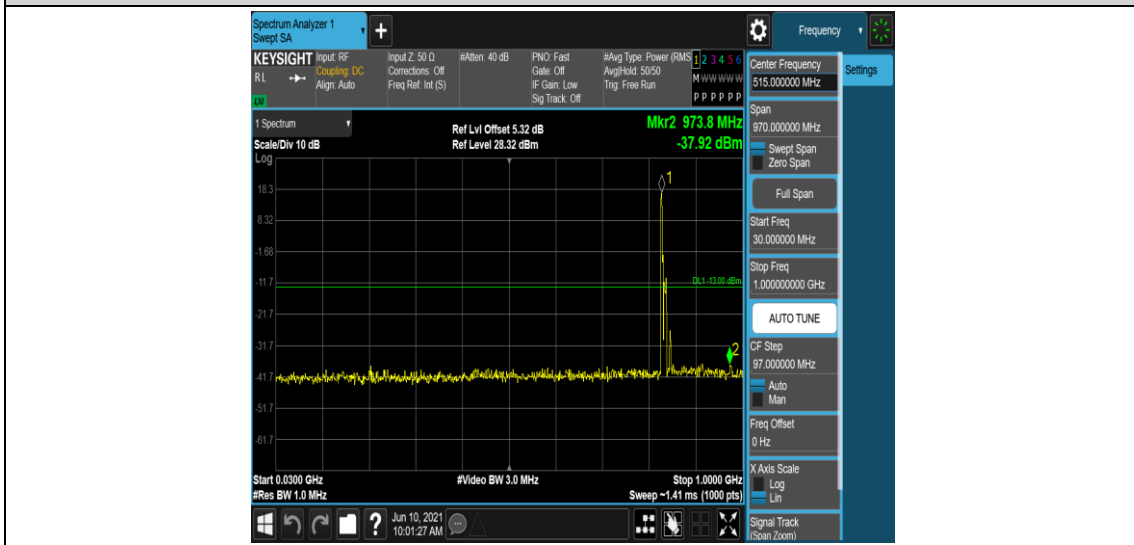 Spectrum Analyzer 1
Swept SA
Frequency
KEYSIGHT
RL
Input: RF
Coupling: DC
Align: Auto
Input Z: 50 Ω
Corrections: Off
Freq Ref: Int (S)
#Atten: 40 dB
PNO: Fast
Gate: Off
IF Gain: Low
Sig Track: Off
#Avg Type: Power (RMS
Avg|Hold: 50/50
Trig: Free Run
1 2 3 4 5 6
M W W W W W
P P P P P P
Center Frequency
515.000000 MHz
Settings
Span
970.000000 MHz
Swept Span
Zero Span
Full Span
Start Freq
30.000000 MHz
Stop Freq
1.000000000 GHz
AUTO TUNE
CF Step
97.000000 MHz
Auto
Man
Freq Offset
0 Hz
X Axis Scale
Log
Lin
Signal Track
(Span Zoom)
1 Spectrum
Scale/Div 10 dB
Log
Ref Lvl Offset 5.32 dB
Ref Level 28.32 dBm
Mkr2 973.8 MHz
-37.92 dBm
1
18.3
8.32
-1.68
-11.7
DL1 -13.00 dBm
-21.7
-31.7
2
-41.7
-51.7
-61.7
Start 0.0300 GHz
#Res BW 1.0 MHz
#Video BW 3.0 MHz
Stop 1.0000 GHz
Sweep ~1.41 ms (1000 pts)
?
Jun 10, 2021
10:01:27 AM